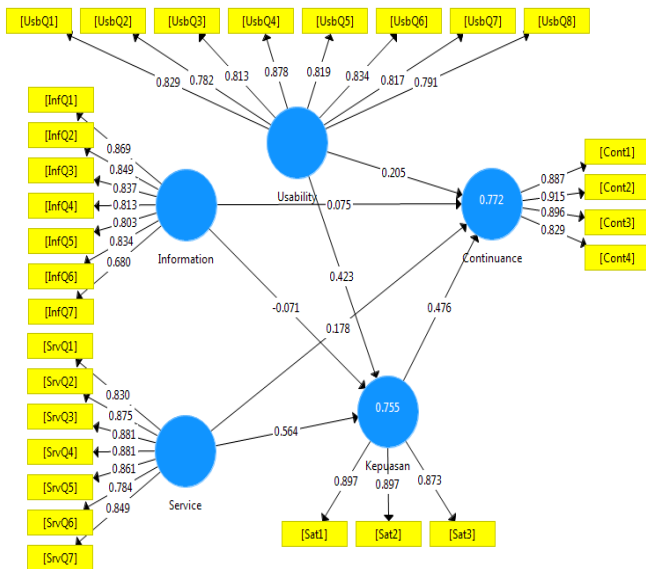 [UsbQ1] [UsbQ2] [UsbQ3] [UsbQ4] [UsbQ5] [UsbQ6] [UsbQ7] [UsbQ8]
0.829 0.782 0.813 0.878 0.819 0.834 0.817 0.791
[InfQ1]
[InfQ2]
[InfQ3]
[InfQ4]
[InfQ5]
[InfQ6]
[InfQ7]
0.869
0.849
0.837
0.813
0.803
0.834
0.680
Information
Usability
0.205
0.075
0.423
-0.071
0.178
0.476
0.564
0.772
Continuance
0.887
0.915
0.896
0.829
[Cont1]
[Cont2]
[Cont3]
[Cont4]
[SrvQ1]
[SrvQ2]
[SrvQ3]
[SrvQ4]
[SrvQ5]
[SrvQ6]
[SrvQ7]
0.830
0.875
0.881
0.881
0.861
0.784
0.849
Service
0.755
Kepuasan
0.897 0.897 0.873
[Sat1] [Sat2] [Sat3]